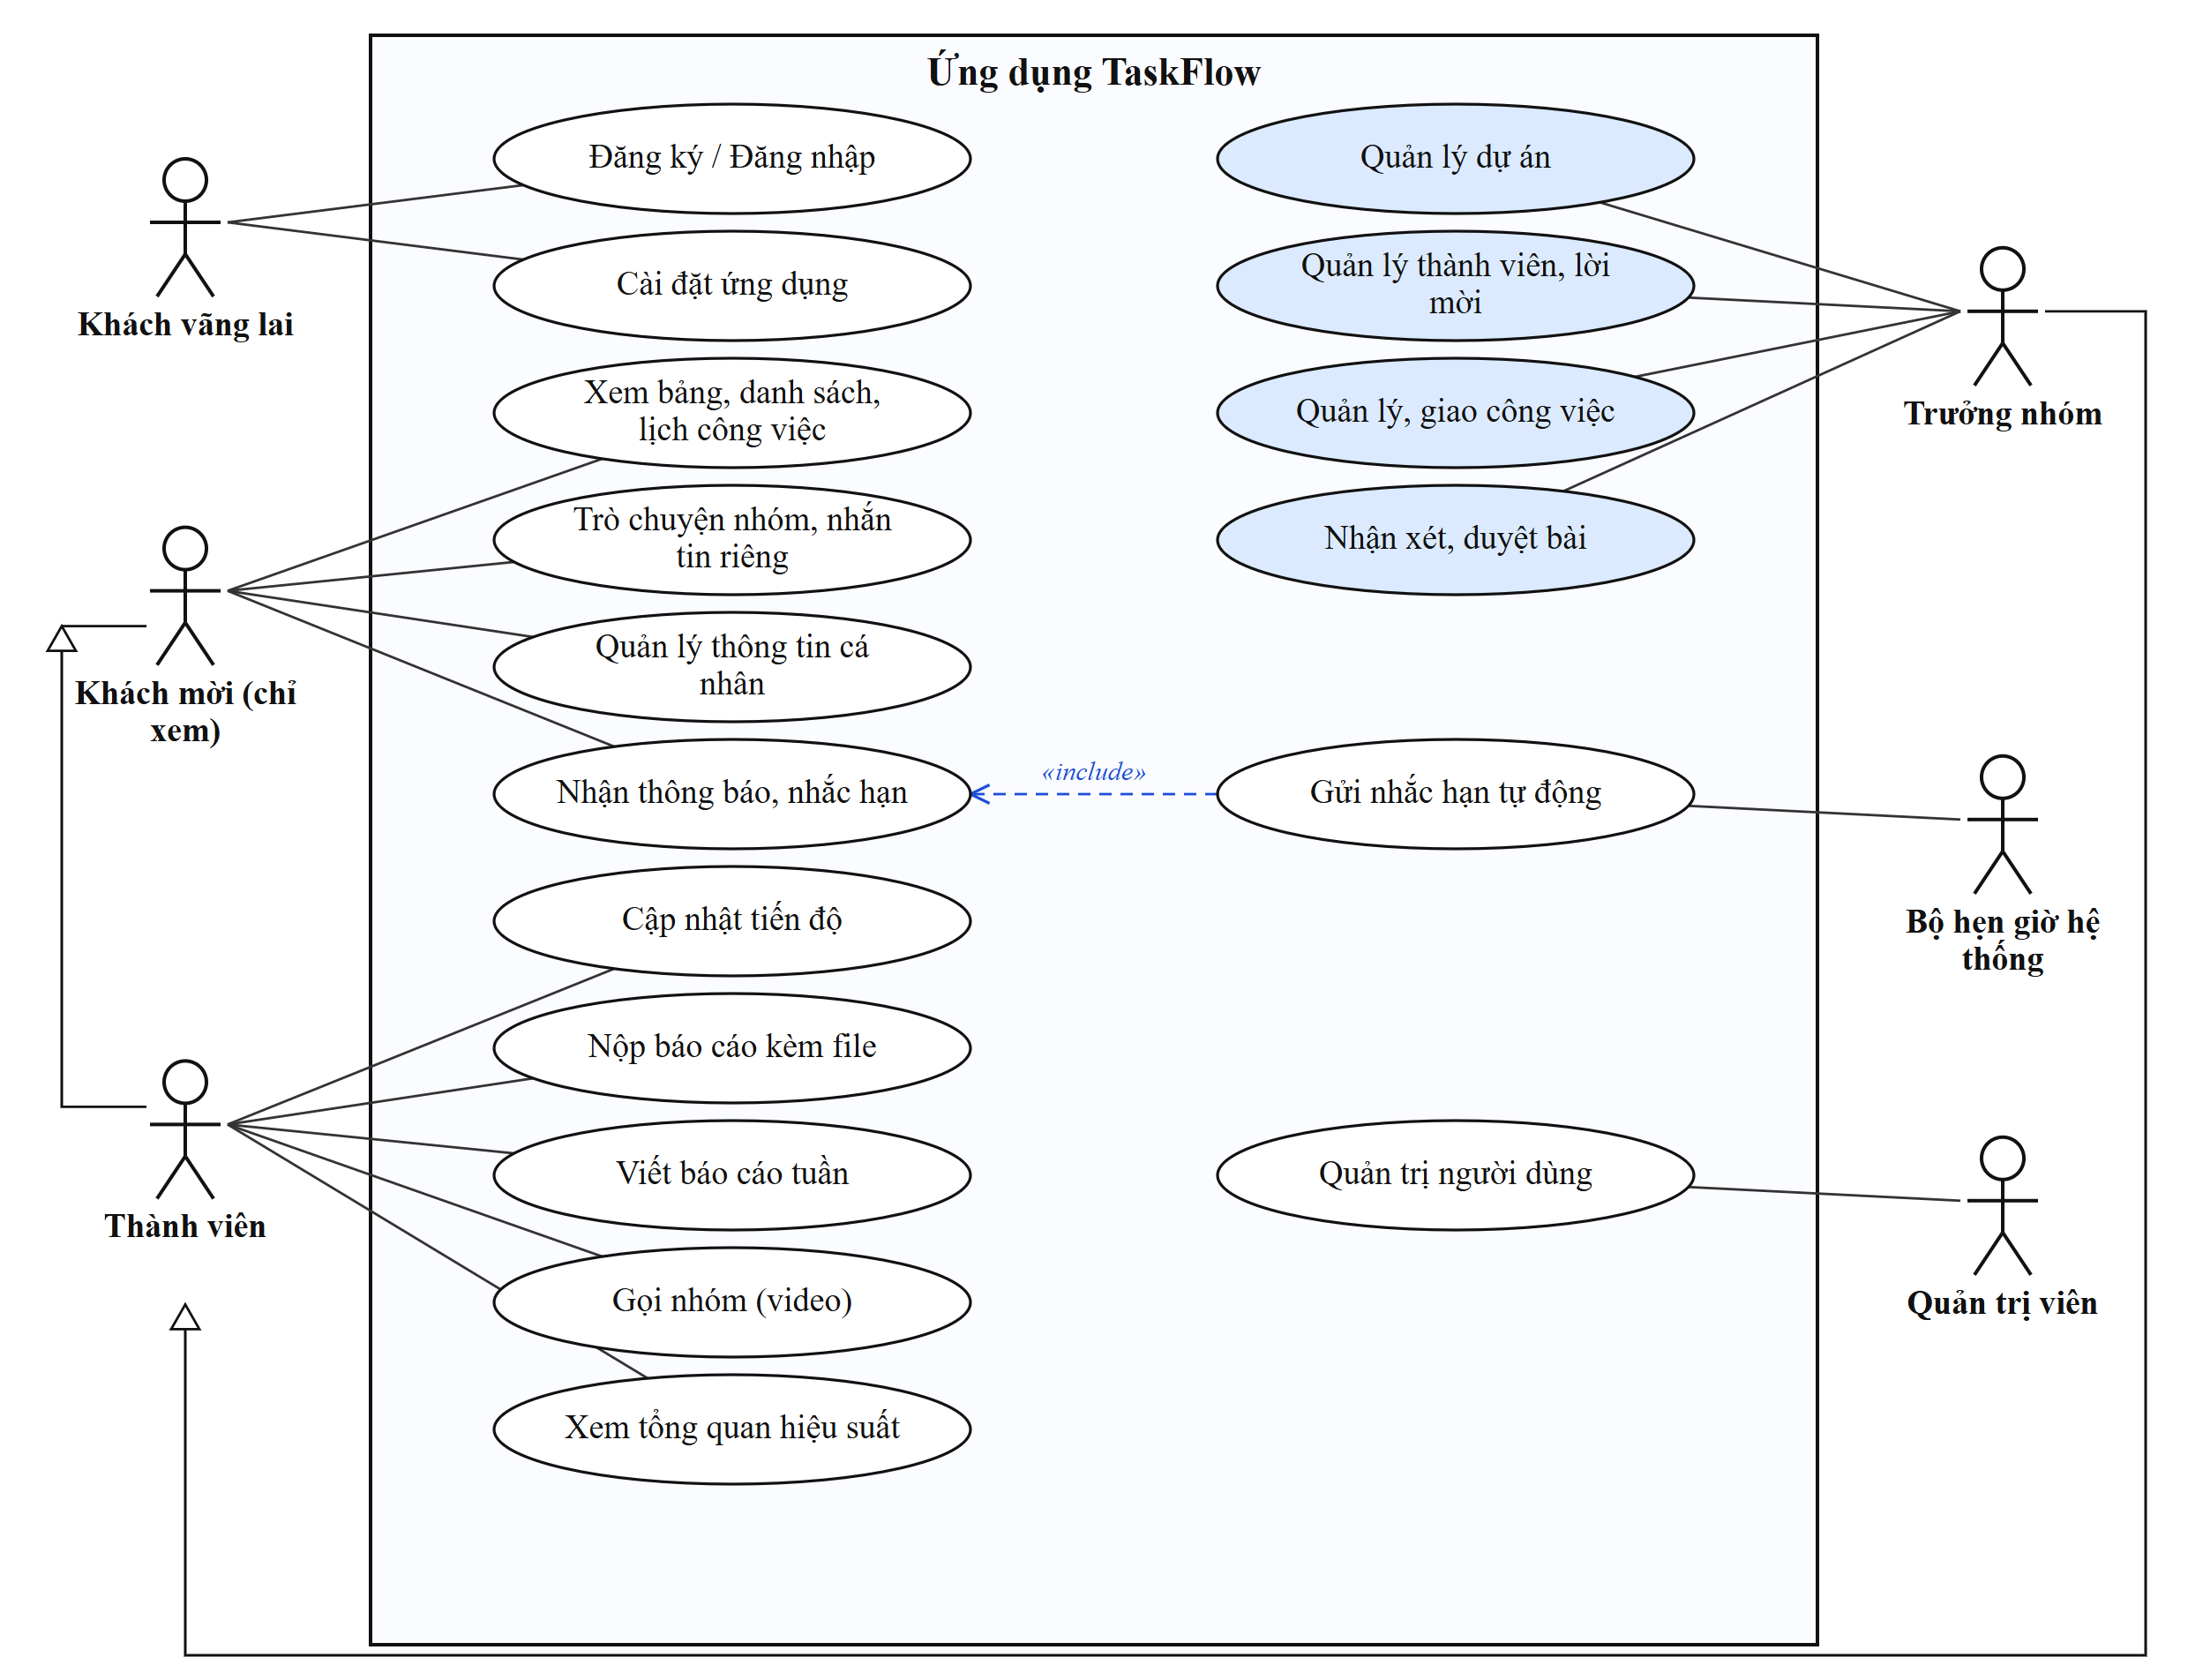 Ứng dụng TaskFlow
Đăng ký / Đăng nhập
Cài đặt ứng dụng
Xem bảng, danh sách,
lịch công việc
Trò chuyện nhóm, nhắn
tin riêng
Quản lý thông tin cá
nhân
Nhận thông báo, nhắc hạn
Cập nhật tiến độ
Nộp báo cáo kèm file
Viết báo cáo tuần
Gọi nhóm (video)
Xem tổng quan hiệu suất
«include»
Quản lý dự án
Quản lý thành viên, lời
mời
Quản lý, giao công việc
Nhận xét, duyệt bài
Gửi nhắc hạn tự động
Quản trị người dùng
Khách vãng lai
Khách mời (chỉ
xem)
Thành viên
Trưởng nhóm
Bộ hẹn giờ hệ
thống
Quản trị viên